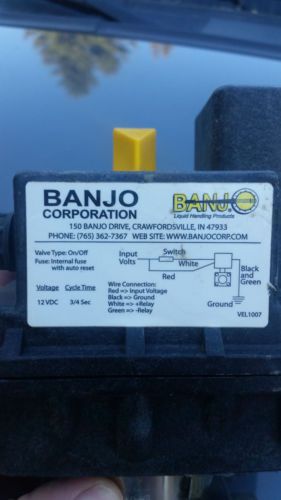 BANJO
CORPORATION
BANJO
Liquid Handling Products
150 BANJO DRIVE, CRAWFORDSVILLE, IN 47933
PHONE: (765) 362-7367 WEB SITE: WWW.BANJOCORP.COM
Valve Type: On/Off
Fuse: Internal fuse
with auto reset
Voltage Cycle Time
12 VDC 3/4 Sec
Input
Volts
Switch
White
Red
Black
and
Green
Ground
Wire Connection:
Red => Input Voltage
Black => Ground
White => +Relay
Green => -Relay
VEL1007